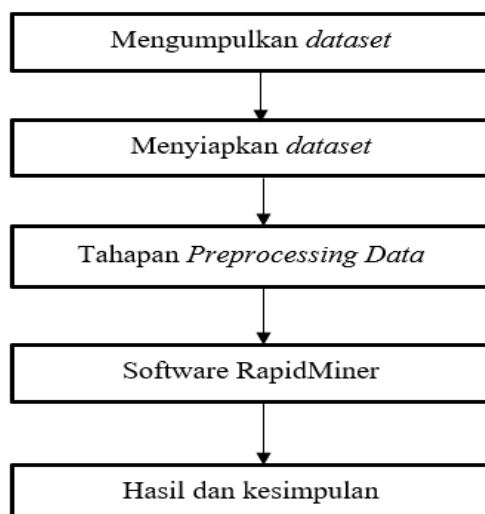 Mengumpulkan dataset
Menyiapkan dataset
Tahapan Preprocessing Data
Software RapidMiner
Hasil dan kesimpulan